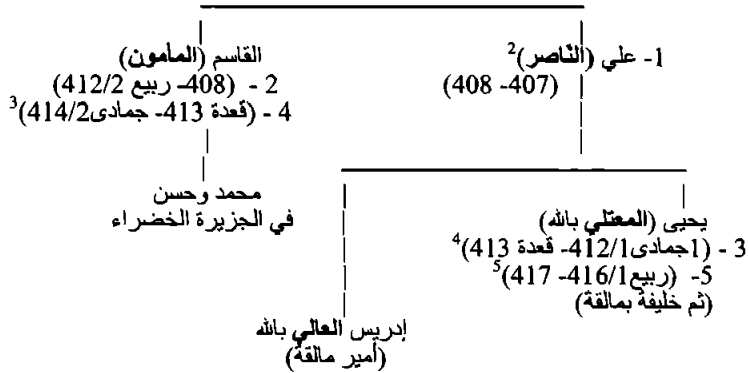 1- علي (النّاصر)2
(407- 408)
القاسم (المأمون)
2 - (408- ربيع 412/2)
4 - (قعدة 413- جمادى414/2)3
محمد وحسن
في الجزيرة الخضراء
يحيى (المعتلي بالله)
3 - (1جمادى412/1- قعدة 413)4
5- (ربيع416/1- 417)5
(ثم خليفة بمالقة)
إدريس العالي بالله
(أمير مالقة)